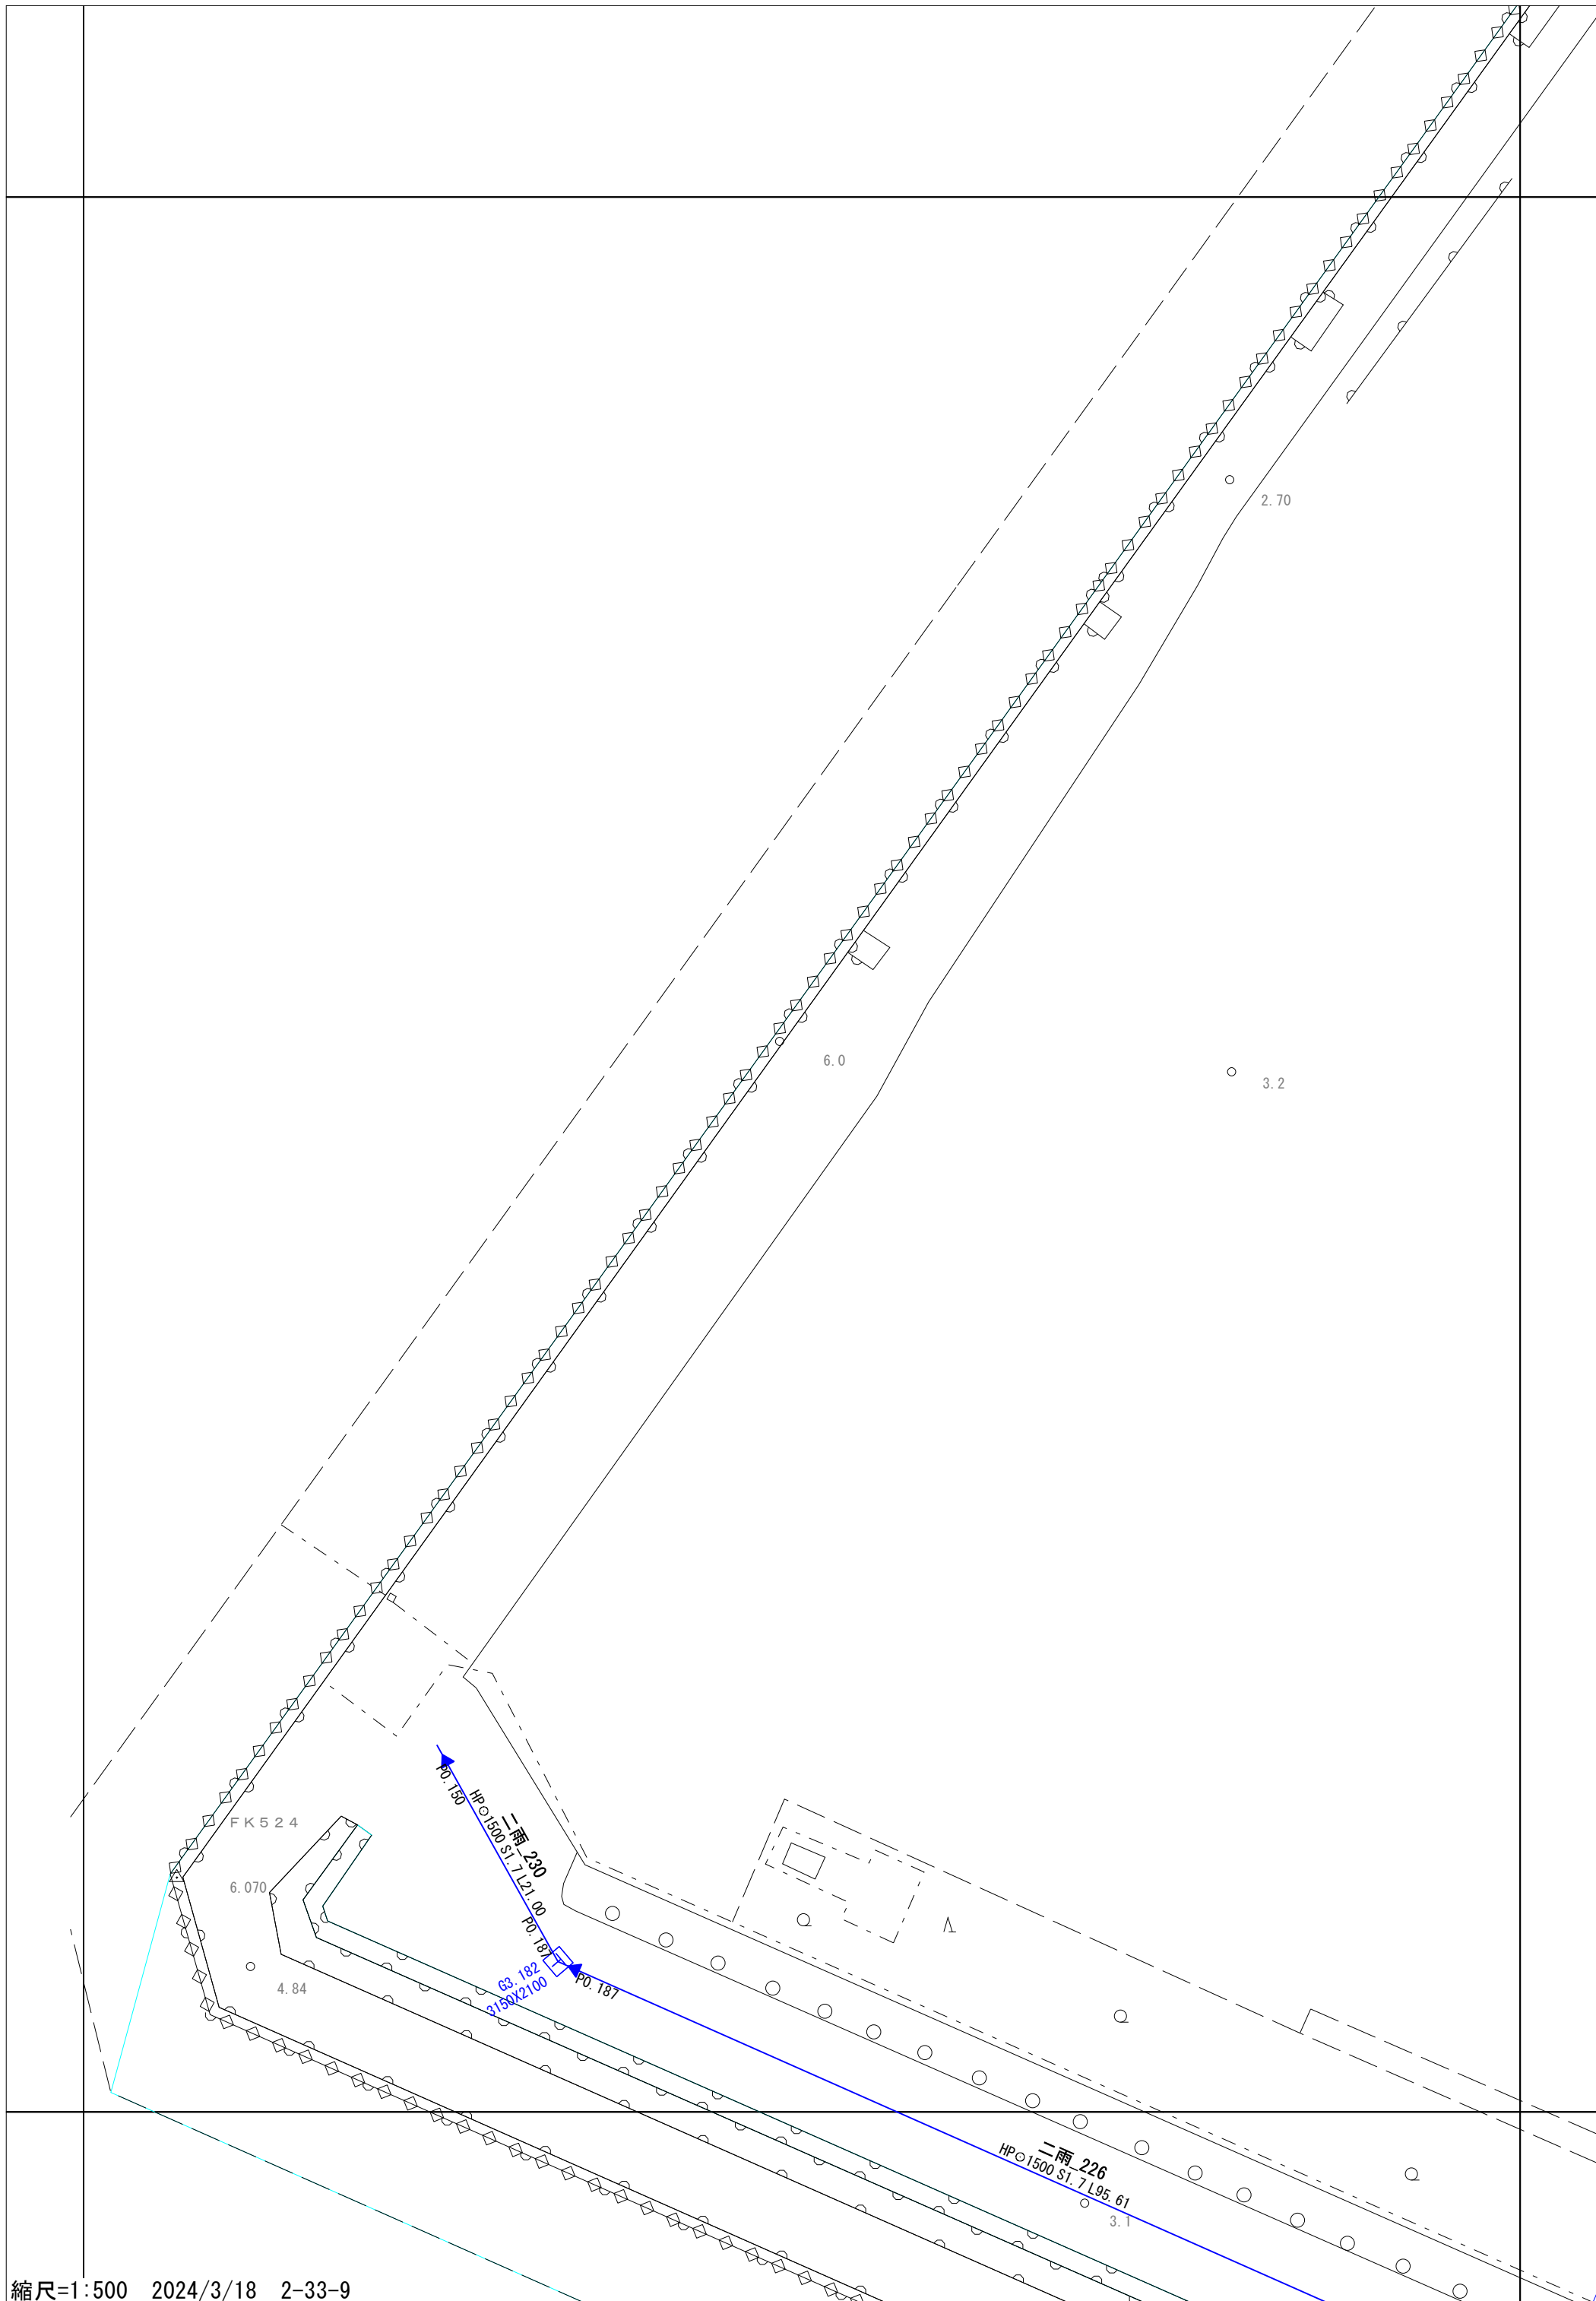 2.70
6.0
3.2
P0.150
二雨_230
HP⊙1500 S1.7 L21.00
P0.187
FK524
6.070
4.84
G3.182
3150X2100
P0.187
二雨_226
HP⊙1500 S1.7 L95.61
3.1
縮尺=1:500 2024/3/18 2-33-9